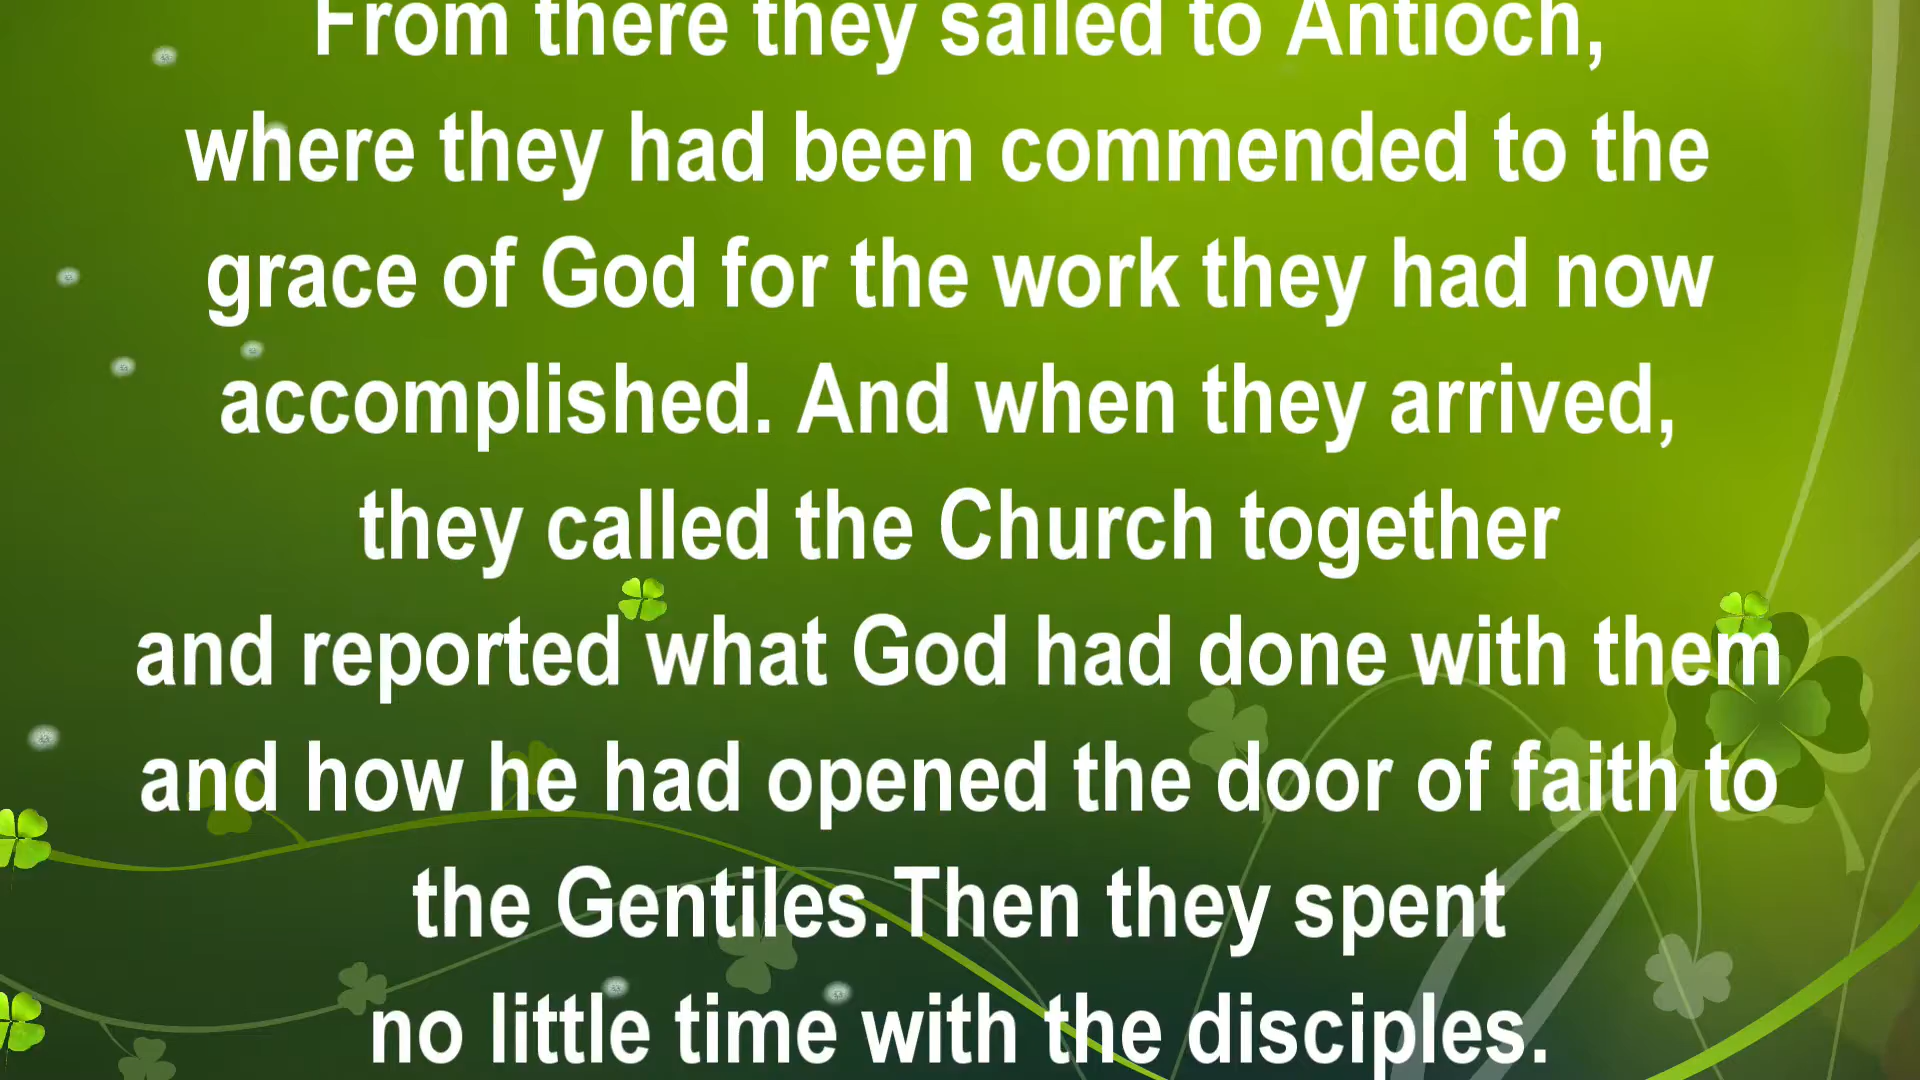 From there they sailed to Antioch,
where they had been commended to the
grace of God for the work they had now
accomplished. And when they arrived,
they called the Church together
and reported what God had done with them
and how he had opened the door of faith to
the Gentiles.Then they spent
no little time with the disciples.